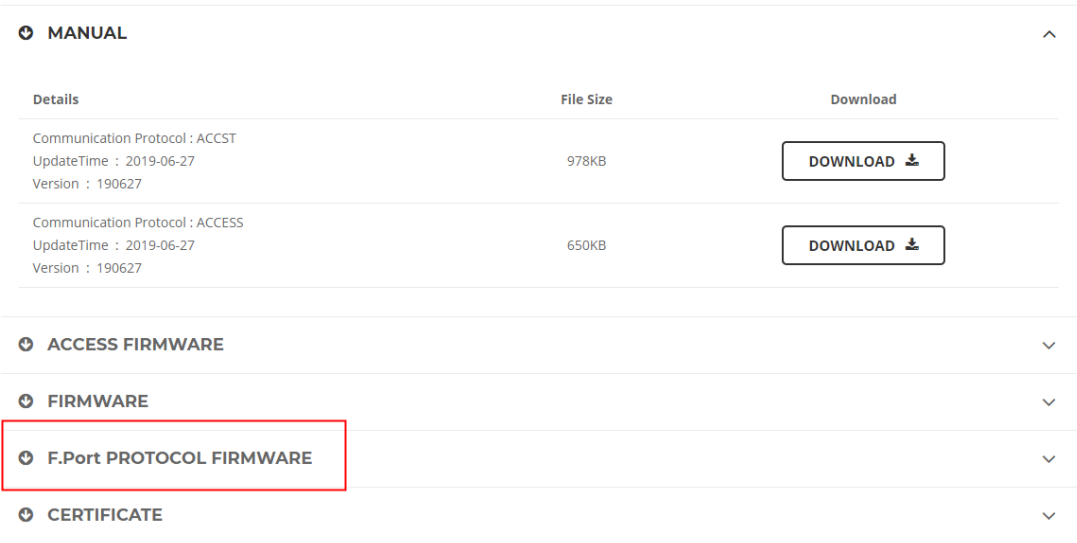 MANUAL
Details File Size Download
Communication Protocol : ACCST
UpdateTime : 2019-06-27 978KB DOWNLOAD
Version : 190627
Communication Protocol : ACCESS
UpdateTime : 2019-06-27 650KB DOWNLOAD
Version : 190627
ACCESS FIRMWARE
FIRMWARE
F.Port PROTOCOL FIRMWARE
CERTIFICATE